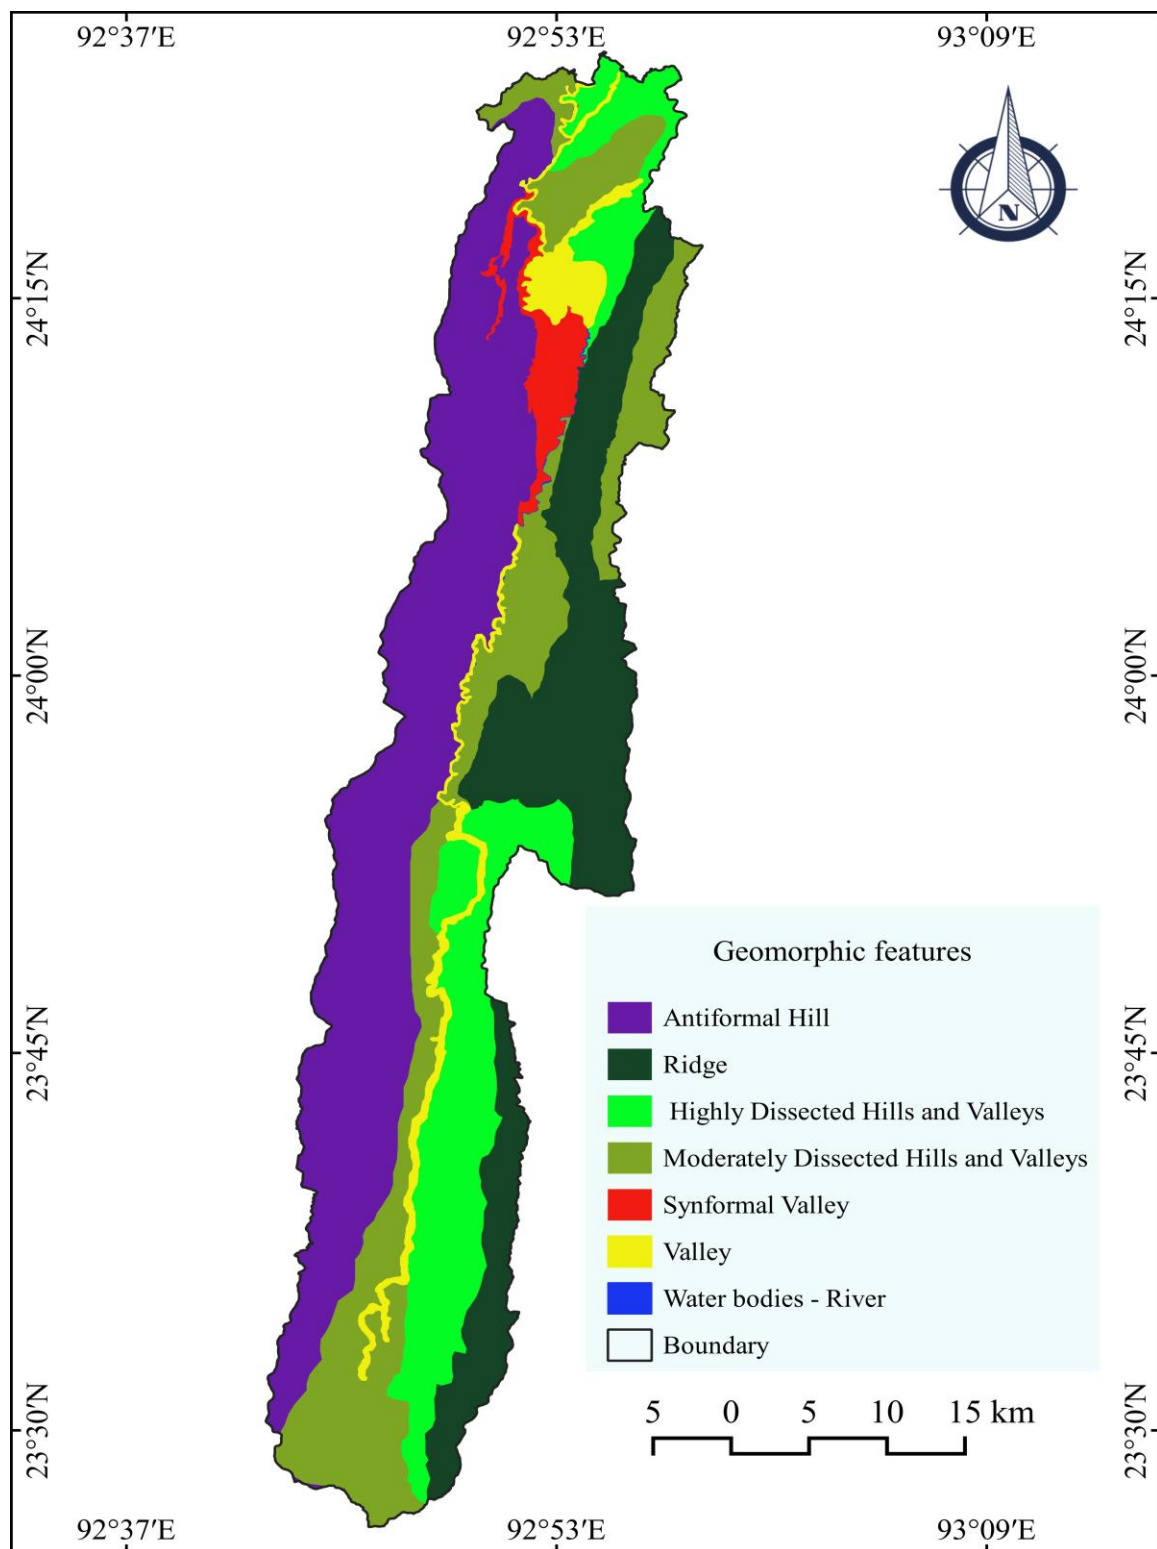 92°37′E 92°53′E 93°09′E
N
24°15′N 24°15′N
24°00′N 24°00′N
Geomorphic features
Antiformal Hill
23°45′N 23°45′N
Ridge
Highly Dissected Hills and Valleys
Moderately Dissected Hills and Valleys
Synformal Valley
Valley
Water bodies - River
Boundary
5 0 5 10 15 km
23°30′N 23°30′N
92°37′E 92°53′E 93°09′E